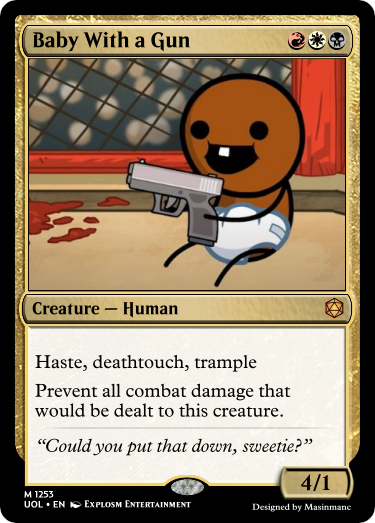 Baby With a Gun
Creature — Human
Haste, deathtouch, trample
Prevent all combat damage that
would be dealt to this creature.
“Could you put that down, sweetie?”
4/1
M 1253
UOL • EN Explosm Entertainment
Designed by Masinmanc